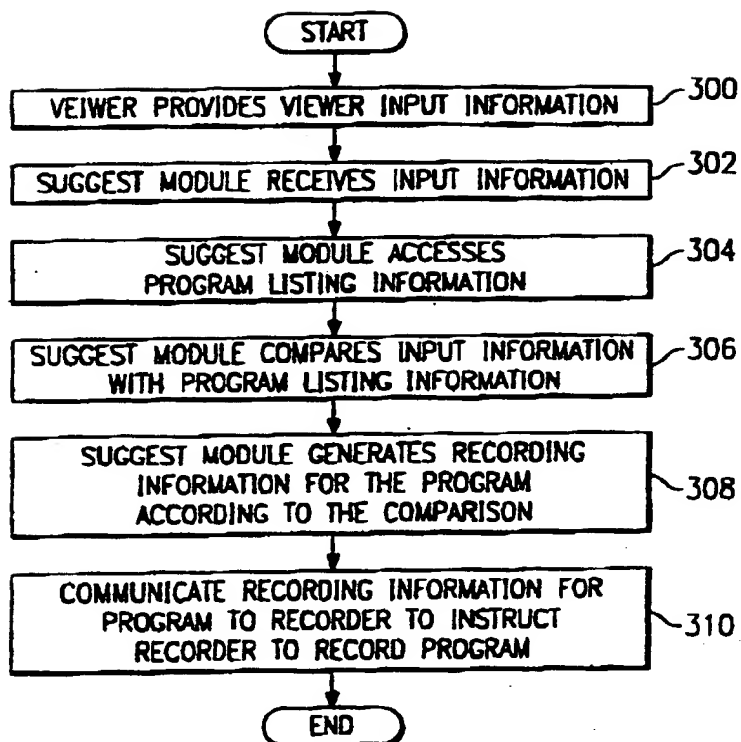 START
VEIWER PROVIDES VIEWER INPUT INFORMATION
300
SUGGEST MODULE RECEIVES INPUT INFORMATION
302
SUGGEST MODULE ACCESSES
PROGRAM LISTING INFORMATION
304
SUGGEST MODULE COMPARES INPUT INFORMATION
WITH PROGRAM LISTING INFORMATION
306
SUGGEST MODULE GENERATES RECORDING
INFORMATION FOR THE PROGRAM
ACCORDING TO THE COMPARISON
308
COMMUNICATE RECORDING INFORMATION FOR
PROGRAM TO RECORDER TO INSTRUCT
RECORDER TO RECORD PROGRAM
310
END